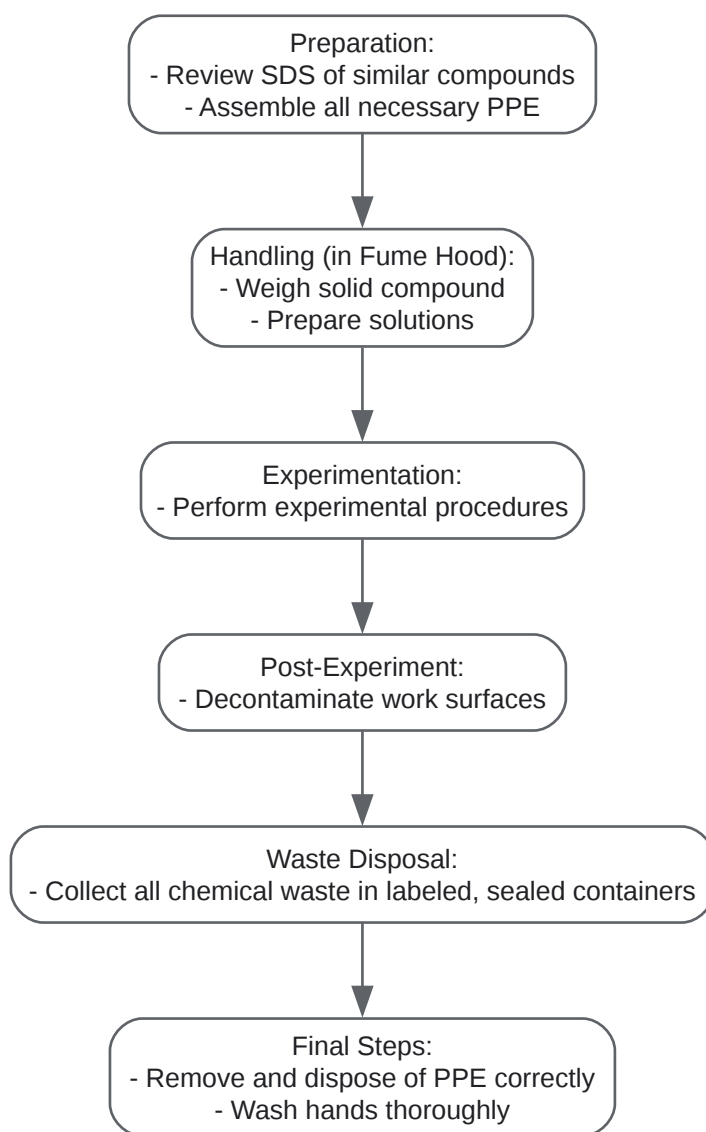 Preparation:
- Review SDS of similar compounds
- Assemble all necessary PPE
Handling (in Fume Hood):
- Weigh solid compound
- Prepare solutions
Experimentation:
- Perform experimental procedures
Post-Experiment:
- Decontaminate work surfaces
Waste Disposal:
- Collect all chemical waste in labeled, sealed containers
Final Steps:
- Remove and dispose of PPE correctly
- Wash hands thoroughly